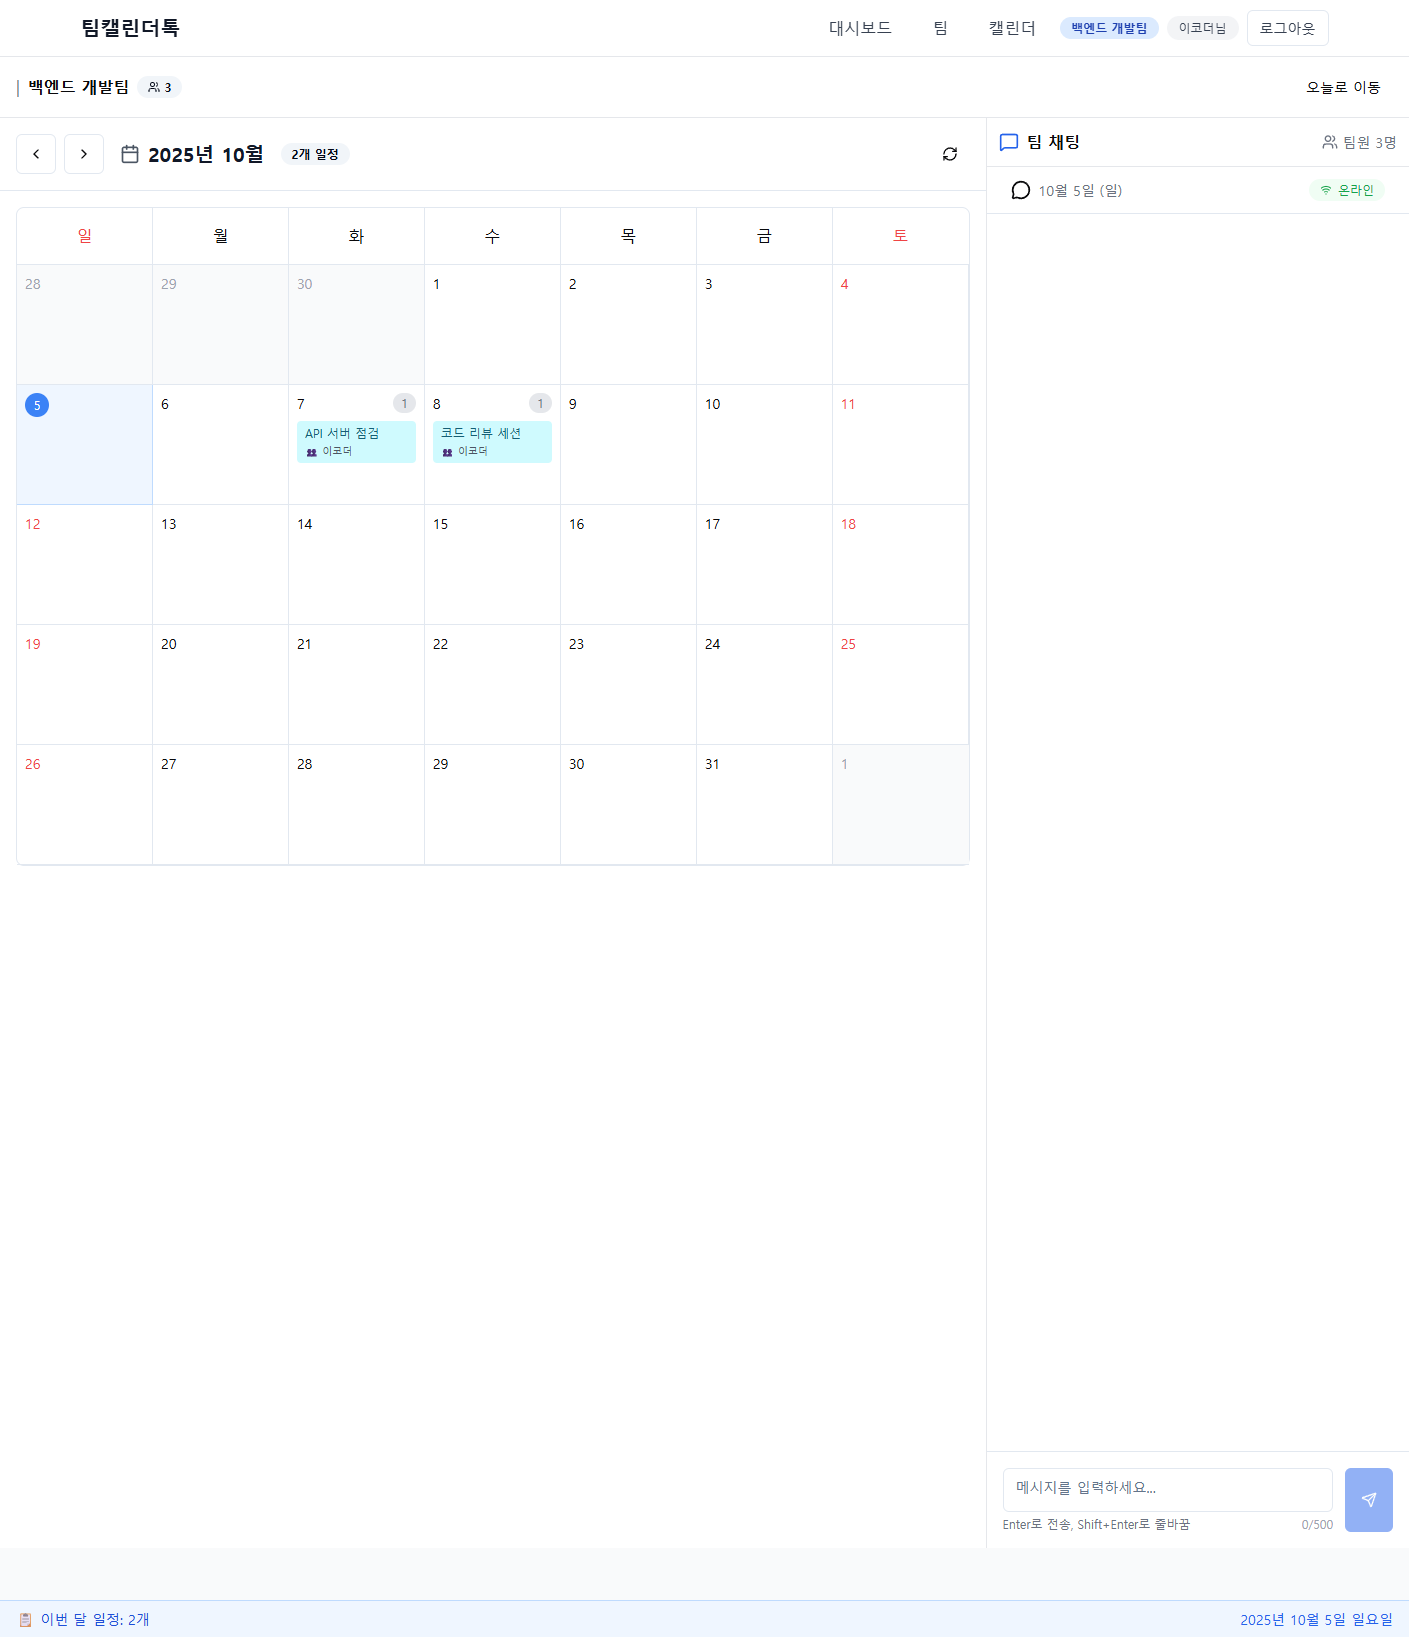 팀캘린더톡
대시보드 팀 캘린더 백엔드 개발팀 이코더님 로그아웃
백엔드 개발팀 3 오늘로 이동
2025년 10월 2개 일정
일 월 화 수 목 금 토
28 29 30 1 2 3 4
5 6 7 1 8 1 9 10 11
API 서버 점검 코드 리뷰 세션
이코더 이코더
12 13 14 15 16 17 18
19 20 21 22 23 24 25
26 27 28 29 30 31 1
팀 채팅 팀원 3명
10월 5일 (일) 온라인
메시지를 입력하세요...
Enter로 전송, Shift+Enter로 줄바꿈 0/500
이번 달 일정: 2개 2025년 10월 5일 일요일